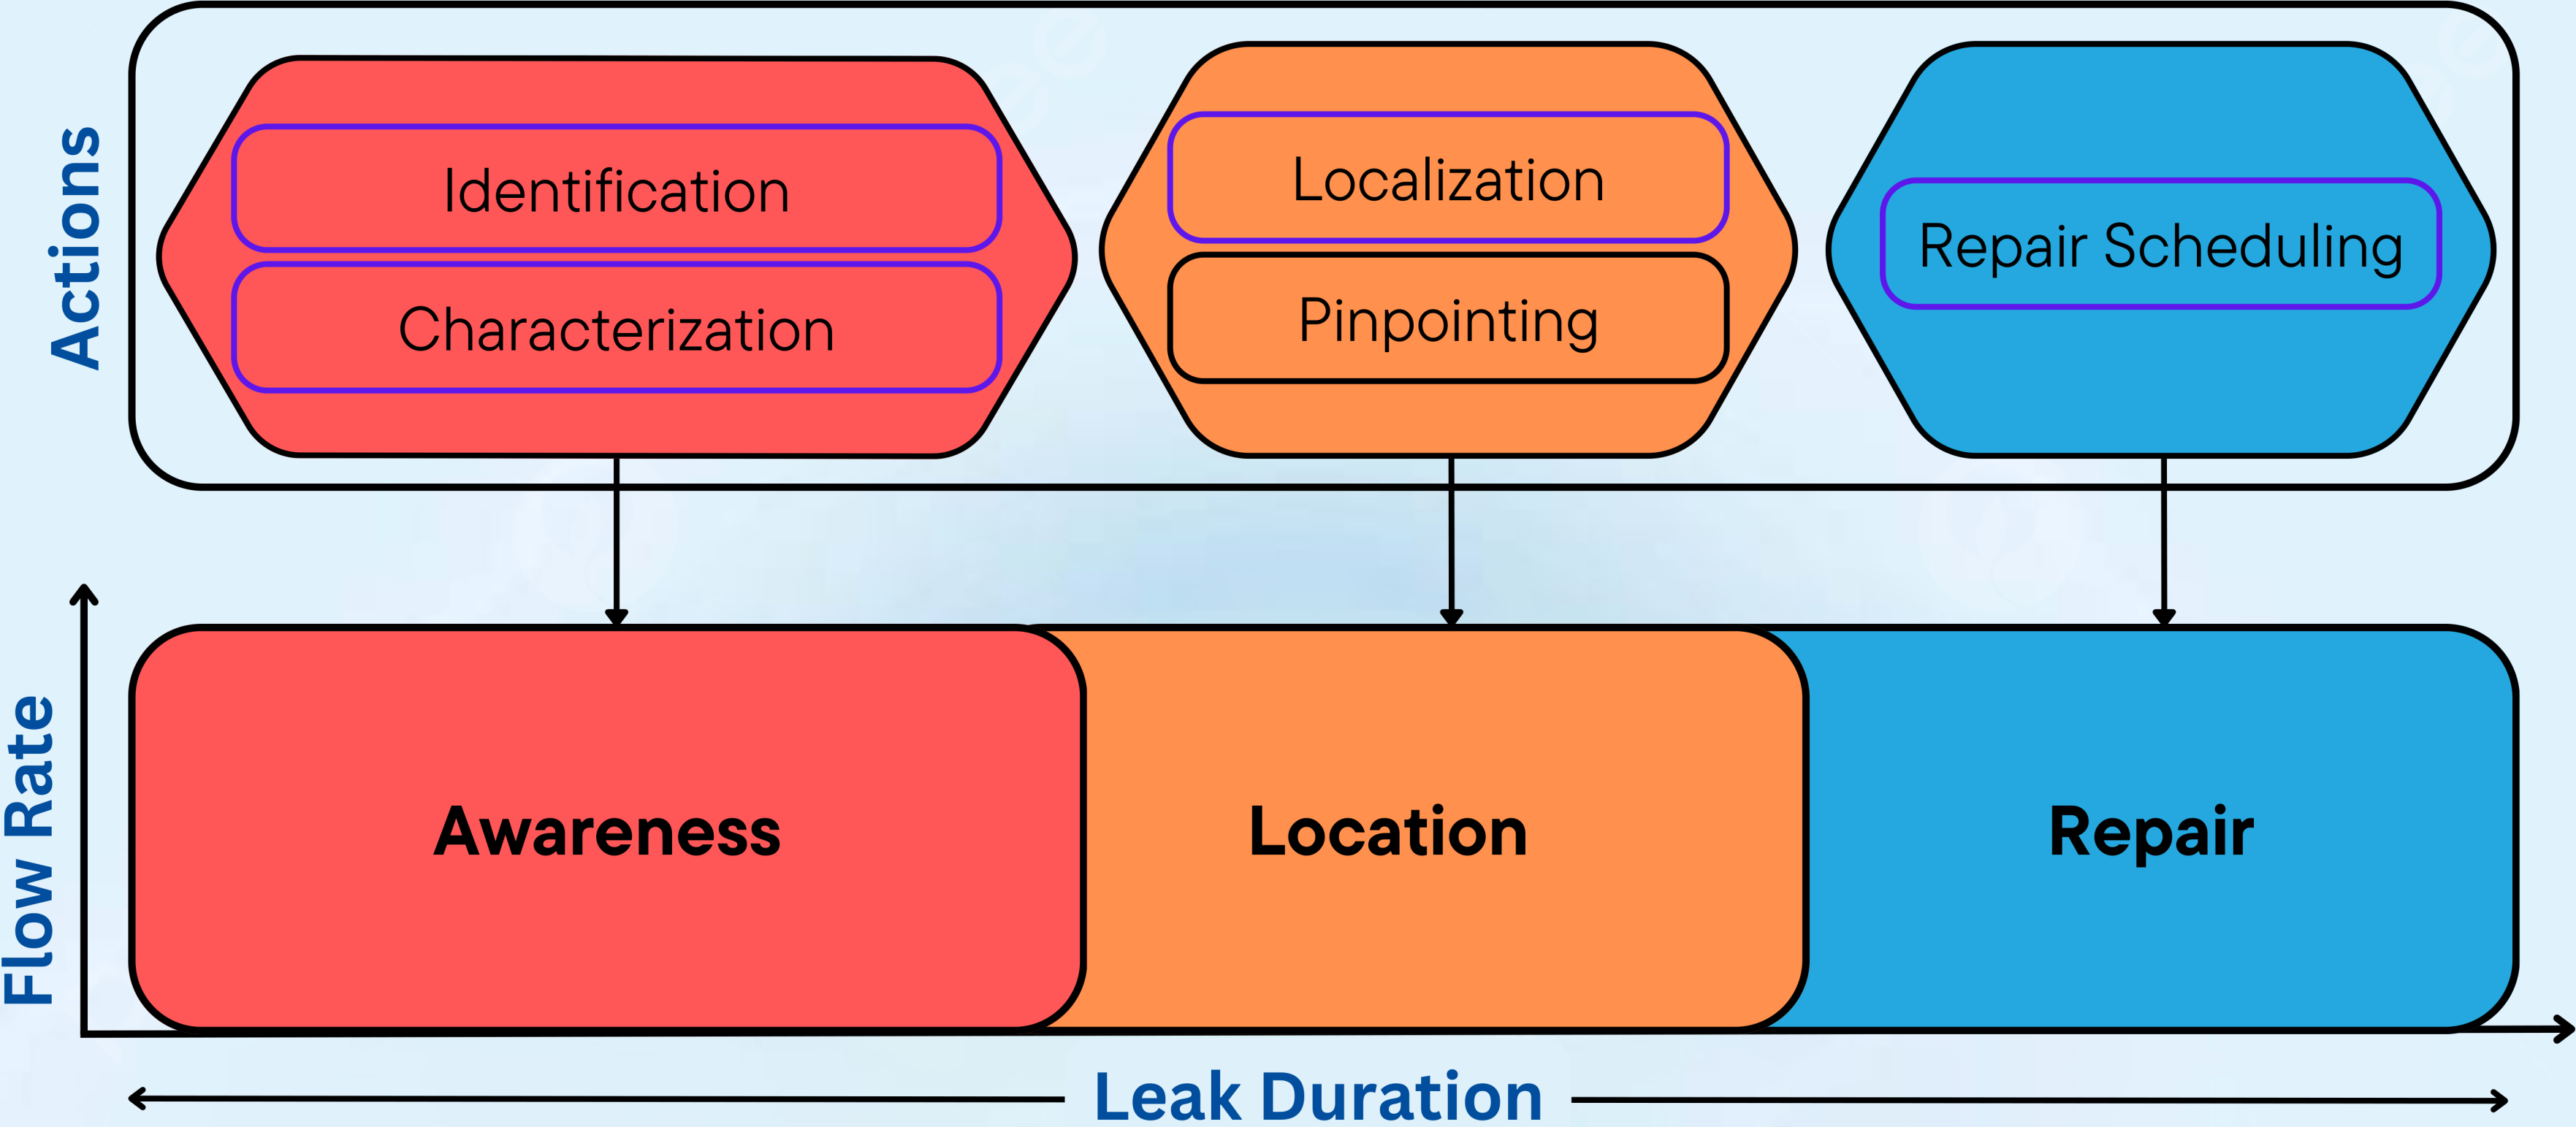 Actions
Identification
Characterization
Localization
Pinpointing
Repair Scheduling
Flow Rate
Awareness
Location
Repair
Leak Duration